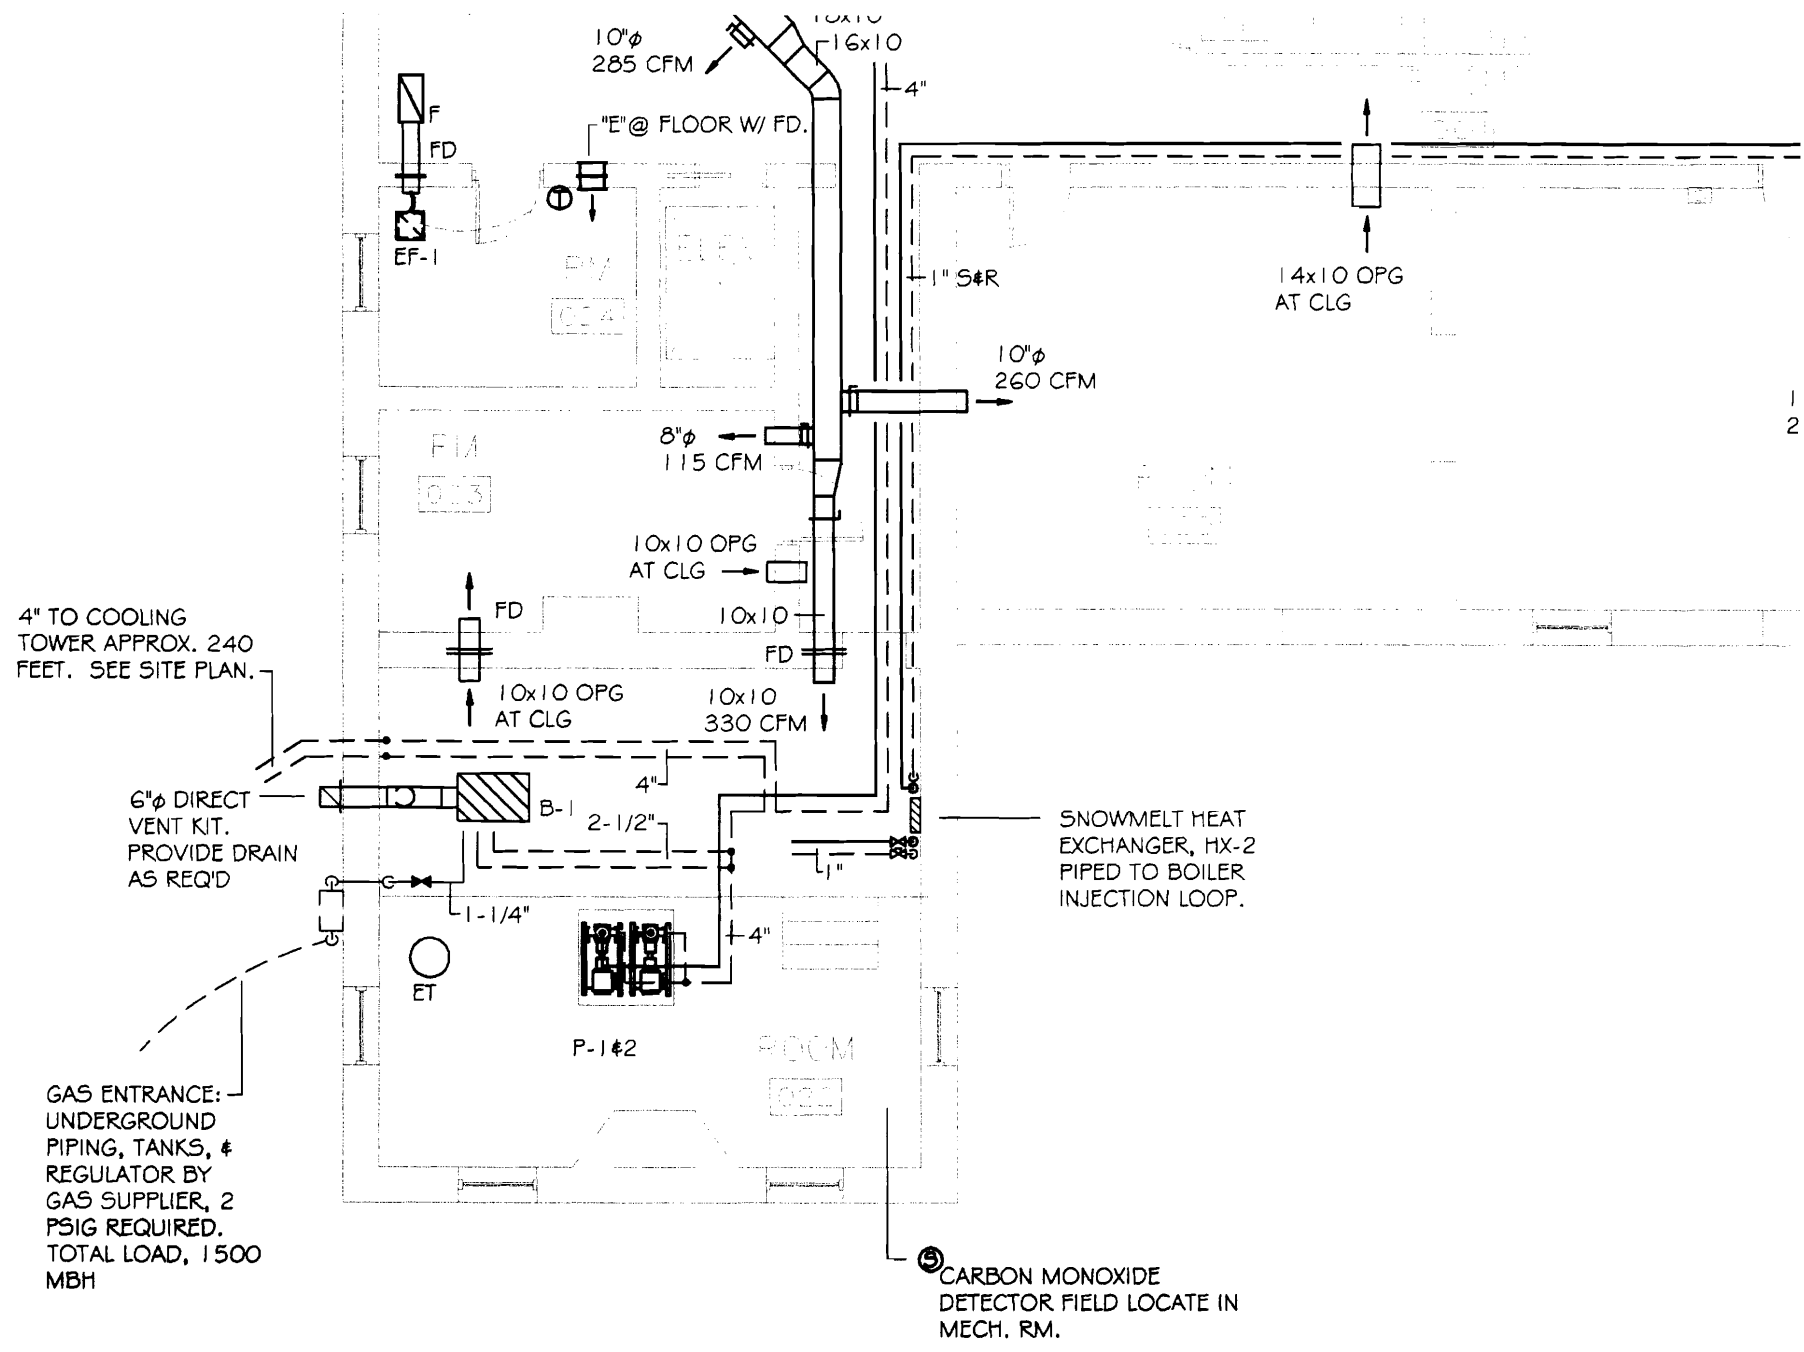 10"ø
285 CFM
16x10
4"
F
FD
"E"@ FLOOR W/ FD.
T
EF-1
ELEV
1" S&R
14x10 OPG
AT CLG
10"ø
260 CFM
8"ø
115 CFM
003
10x10 OPG
AT CLG
10x10
FD
FD
10x10 OPG
AT CLG
10x10
330 CFM
4" TO COOLING
TOWER APPROX. 240
FEET. SEE SITE PLAN.
4"
6"ø DIRECT
VENT KIT.
PROVIDE DRAIN
AS REQ'D
B-1
2-1/2"
1"
SNOWMELT HEAT
EXCHANGER, HX-2
PIPED TO BOILER
INJECTION LOOP.
1-1/4"
4"
ET
P-1&2
ROOM
GAS ENTRANCE:
UNDERGROUND
PIPING, TANKS, &
REGULATOR BY
GAS SUPPLIER, 2
PSIG REQUIRED.
TOTAL LOAD, 1500
MBH
S
CARBON MONOXIDE
DETECTOR FIELD LOCATE IN
MECH. RM.